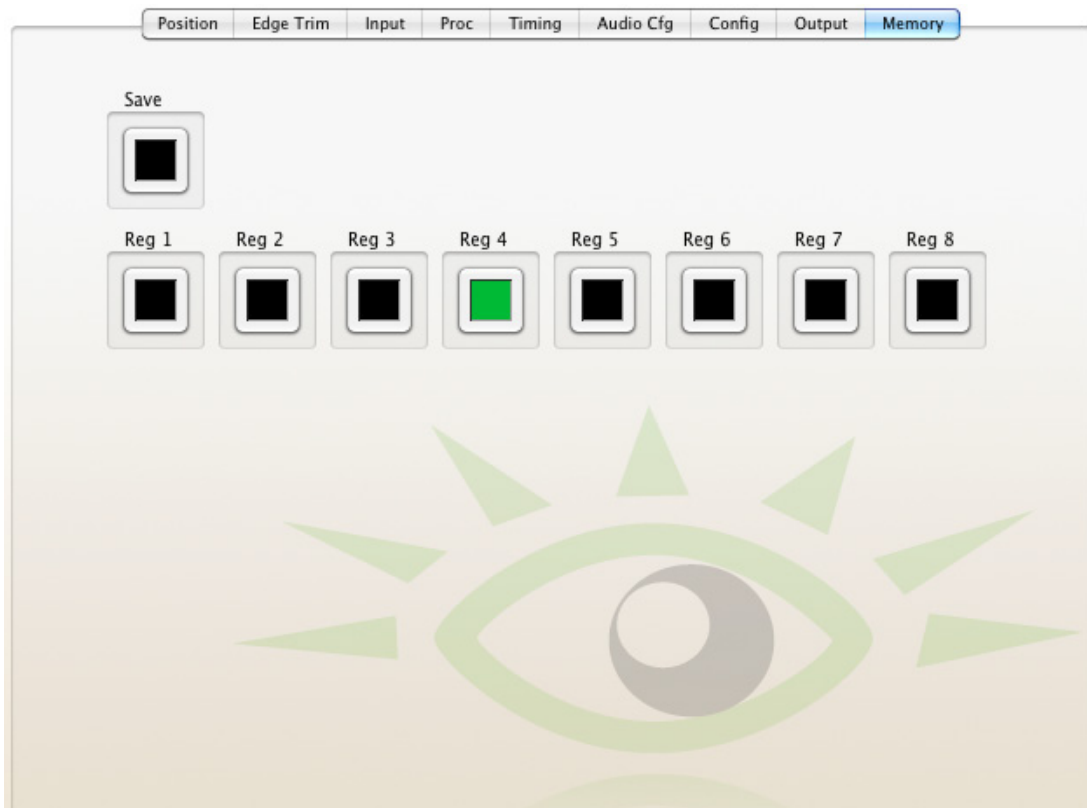 Position Edge Trim Input Proc Timing Audio Cfg Config Output Memory
Save
Reg 1 Reg 2 Reg 3 Reg 4 Reg 5 Reg 6 Reg 7 Reg 8